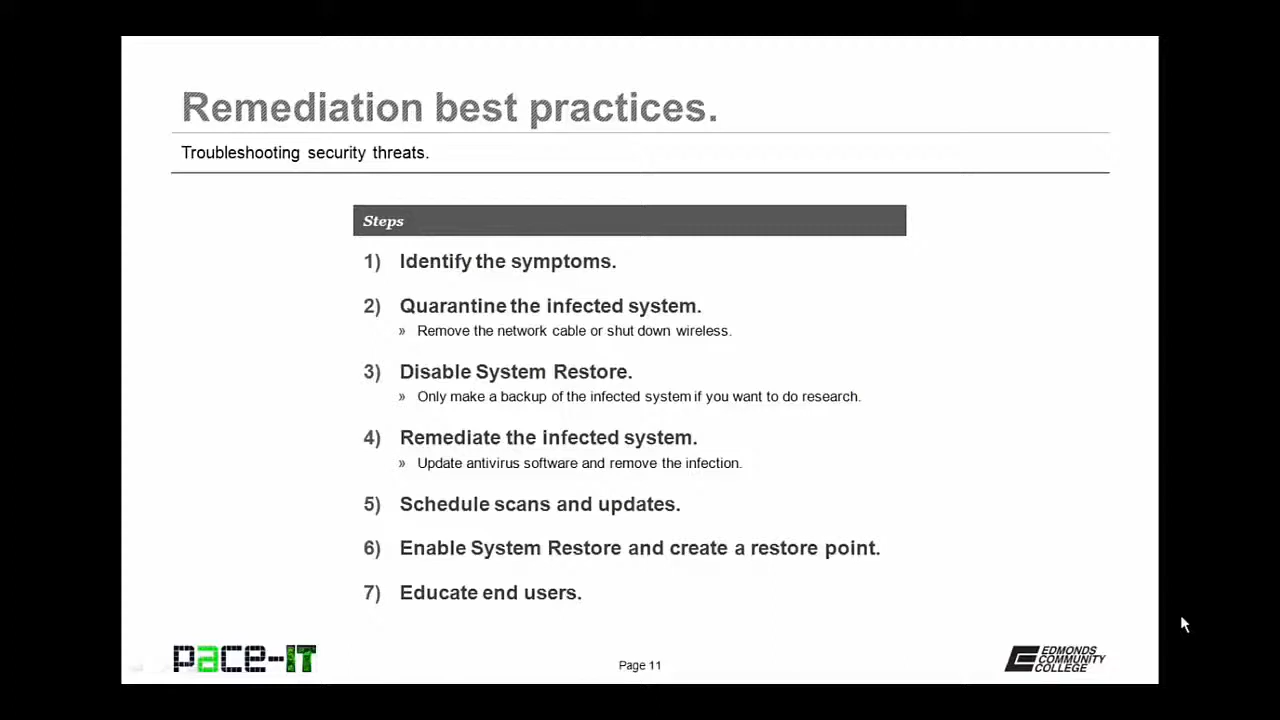 Remediation best practices.
Troubleshooting security threats.
Steps
1) Identify the symptoms.
2) Quarantine the infected system.
» Remove the network cable or shut down wireless.
3) Disable System Restore.
» Only make a backup of the infected system if you want to do research.
4) Remediate the infected system.
» Update antivirus software and remove the infection.
5) Schedule scans and updates.
6) Enable System Restore and create a restore point.
7) Educate end users.
pace-IT
Page 11
EDMONDS
COMMUNITY
COLLEGE